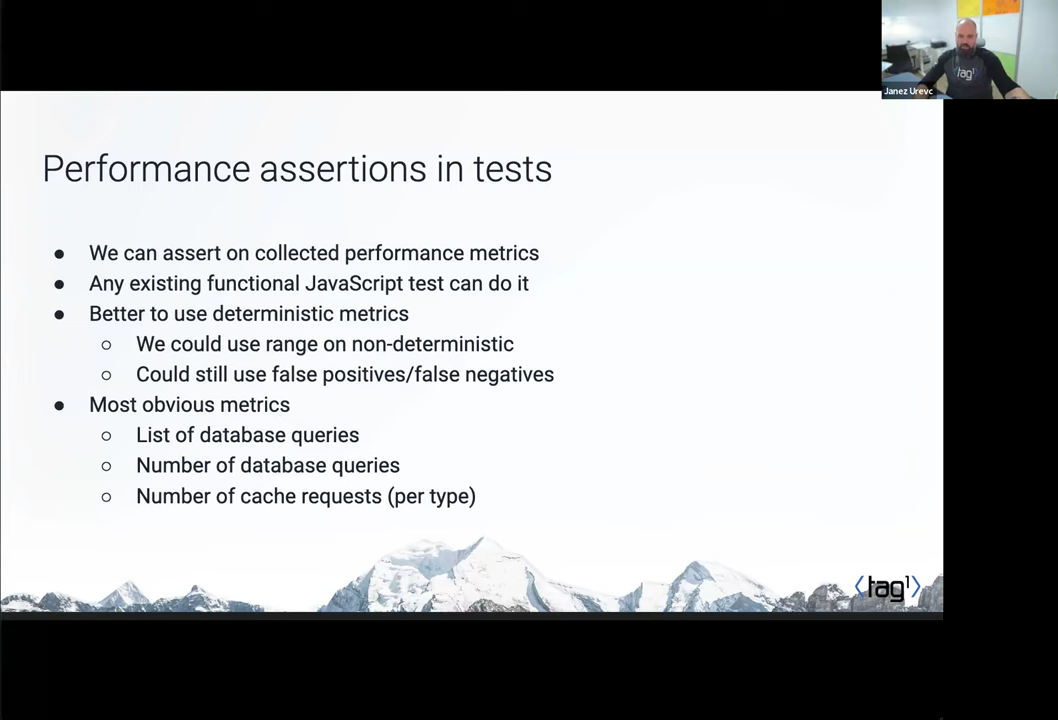 tag1
Janez Urevc
Performance assertions in tests
● We can assert on collected performance metrics
● Any existing functional JavaScript test can do it
● Better to use deterministic metrics
○ We could use range on non-deterministic
○ Could still use false positives/false negatives
● Most obvious metrics
○ List of database queries
○ Number of database queries
○ Number of cache requests (per type)
⟨tag1⟩